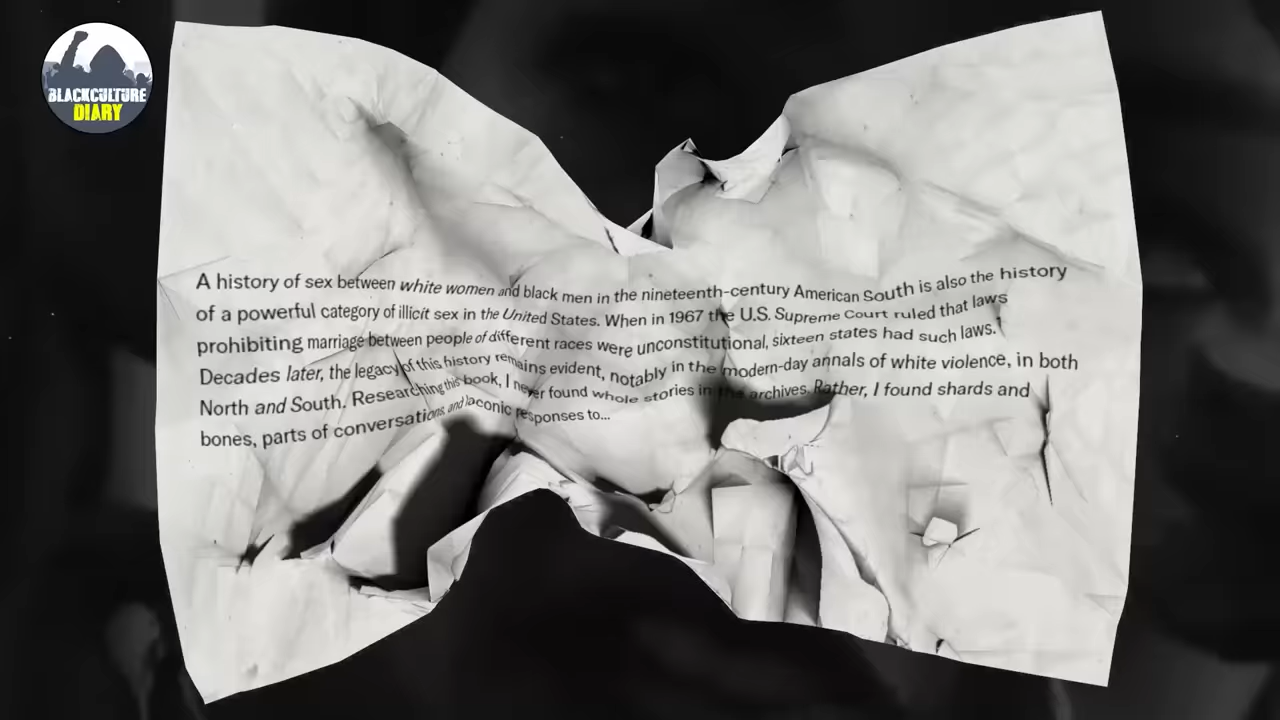 BLACKCULTURE
DIARY
A history of sex between white women and black men in the nineteenth-century American South is also the history
of a powerful category of illicit sex in the United States. When in 1967 the U.S. Supreme Court ruled that laws
prohibiting marriage between people of different races were unconstitutional, sixteen states had such laws.¹
Decades later, the legacy of this history remains evident, notably in the modern-day annals of white violence, in both
North and South. Researching this book, I never found whole stories in the archives. Rather, I found shards and
bones, parts of conversations, and laconic responses to...